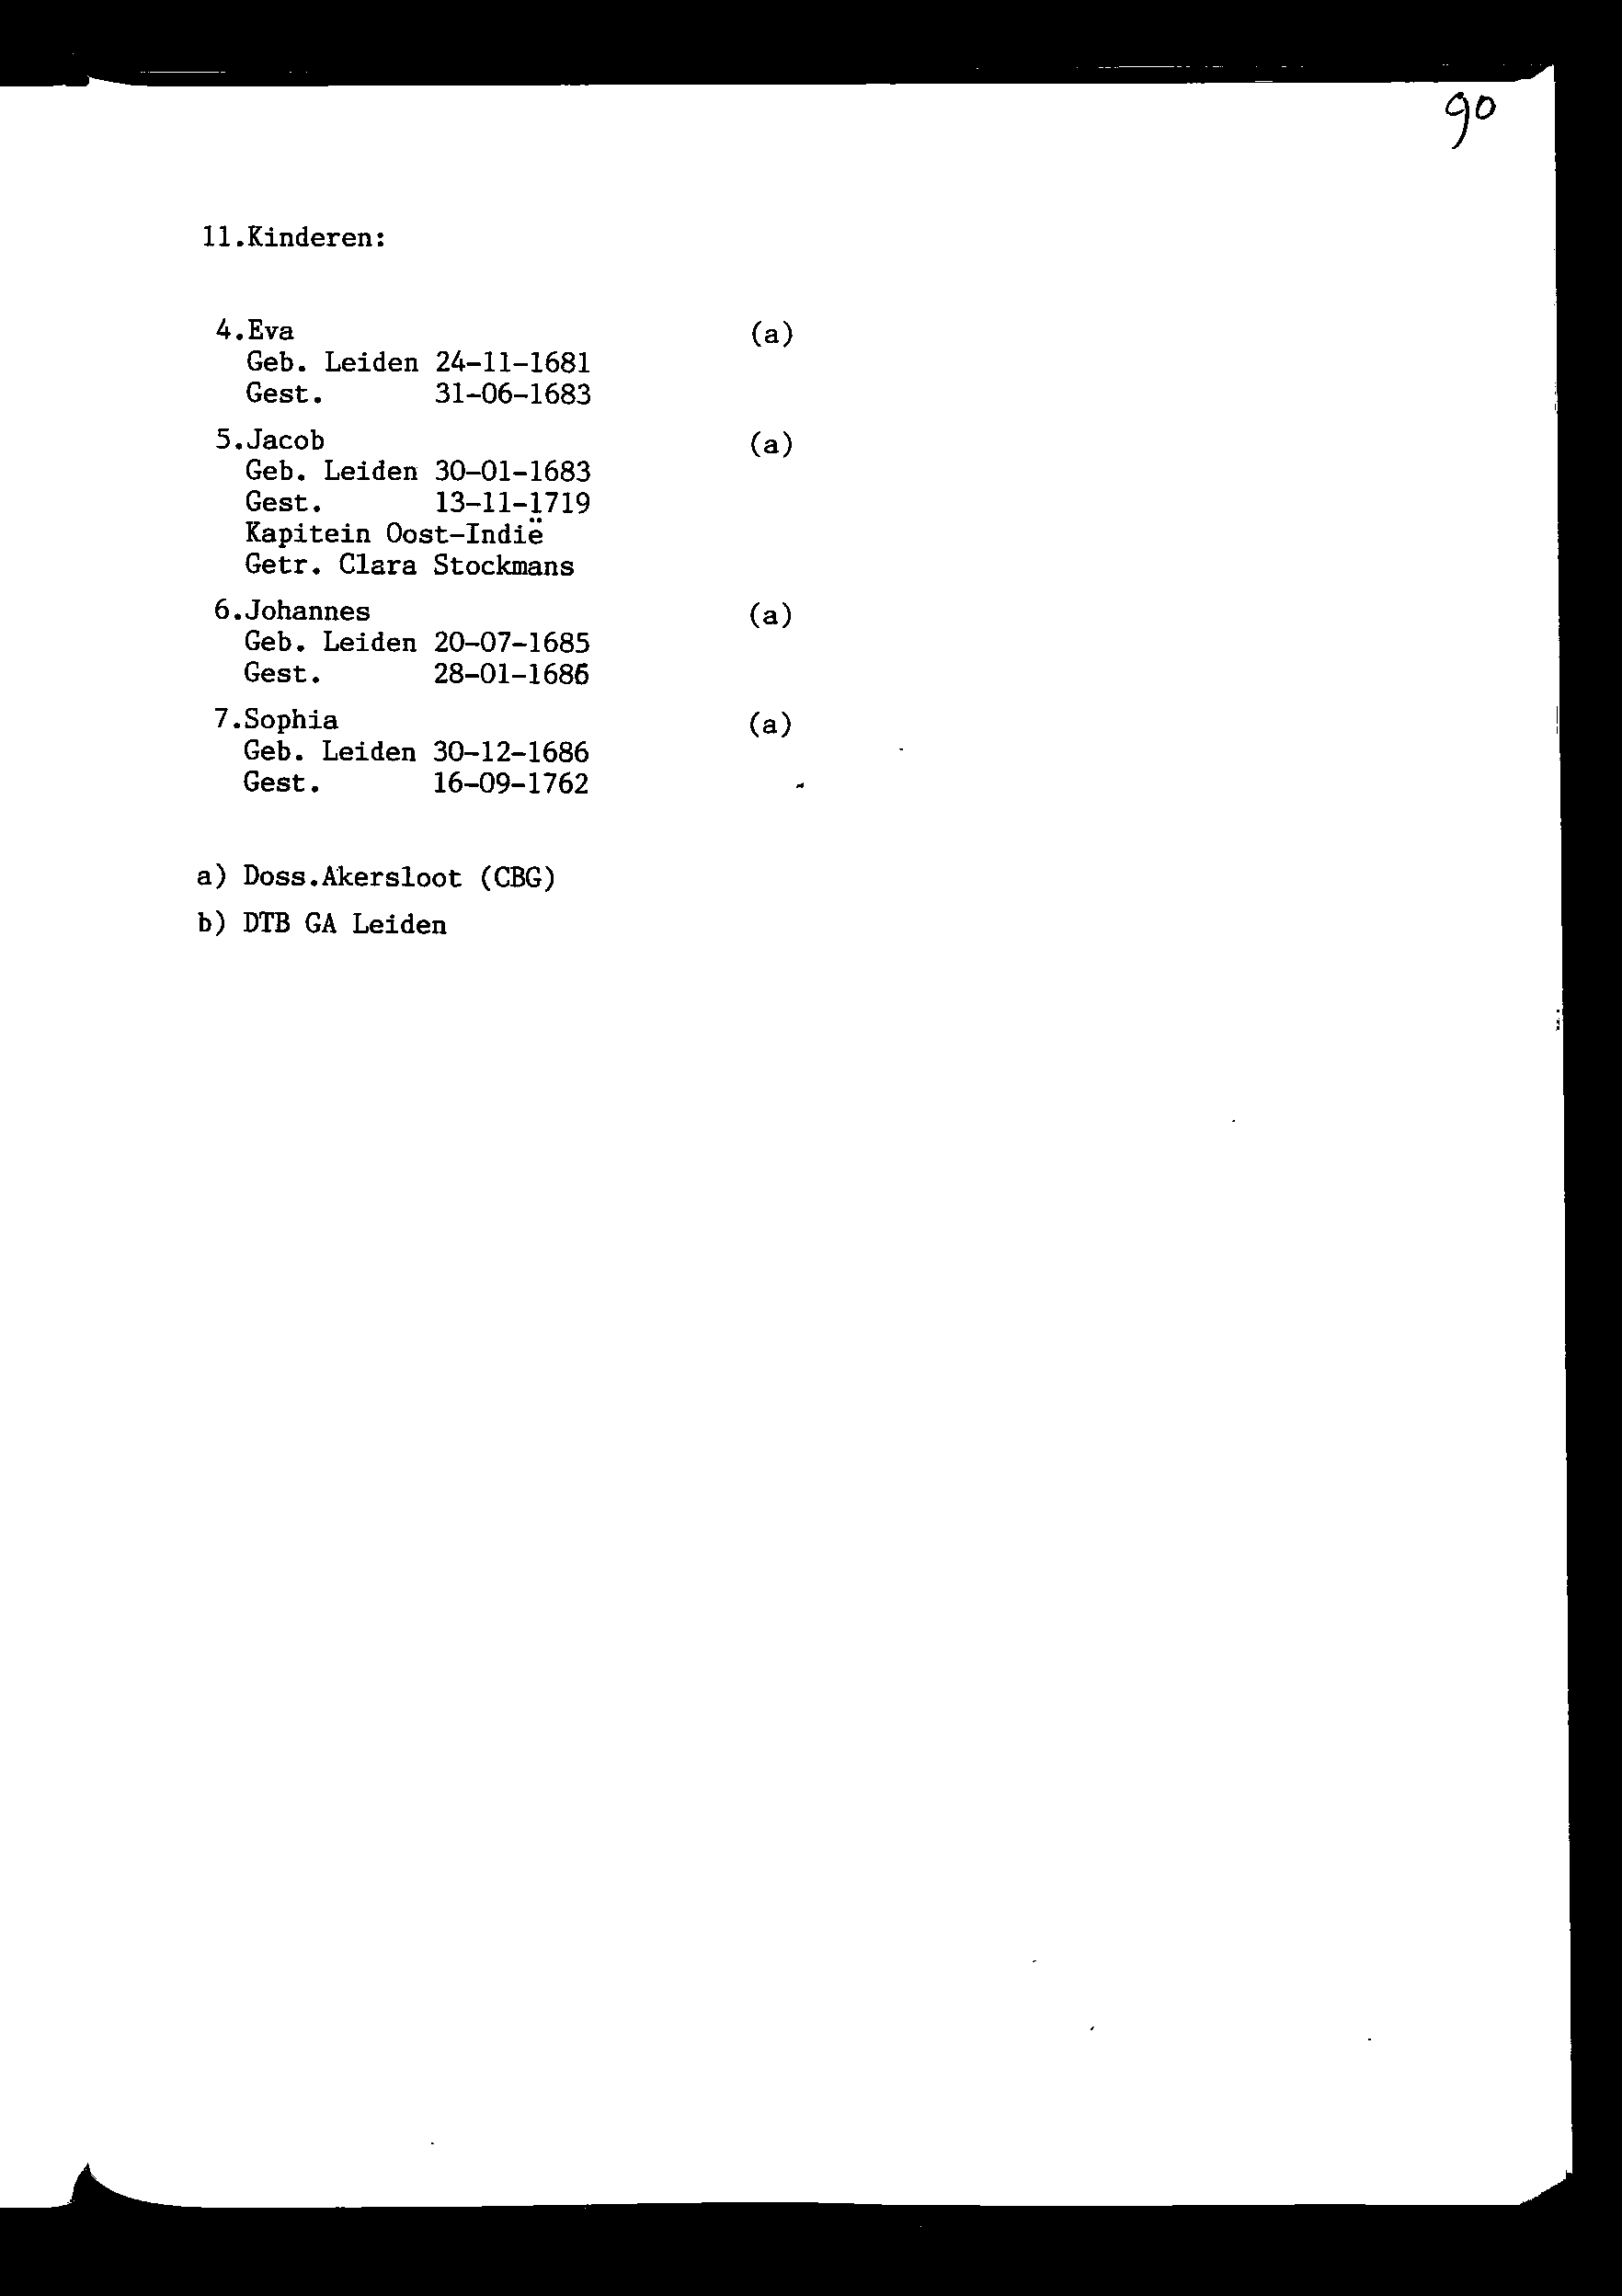 90
11.Kinderen:
4.Eva (a)
Geb. Leiden 24-11-1681
Gest. 31-06-1683
5.Jacob (a)
Geb. Leiden 30-01-1683
Gest. 13-11-1719
Kapitein Oost-Indië
Getr. Clara Stockmans
6.Johannes (a)
Geb. Leiden 20-07-1685
Gest. 28-01-1686
7.Sophia (a)
Geb. Leiden 30-12-1686
Gest. 16-09-1762
a) Doss.Akersloot (CBG)
b) DTB GA Leiden